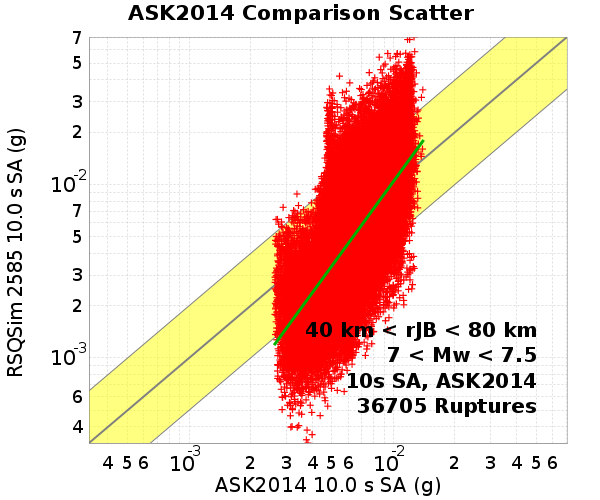 ASK2014 Comparison Scatter
RSQSim 2585 10.0 s SA (g)
7
5
3
2
10⁻²
7
5
3
2
10⁻³
6
4
40 km < rJB < 80 km
7 < Mw < 7.5
10s SA, ASK2014
36705 Ruptures
4 5 6 10⁻³ 2 3 4 5 6 10⁻² 2 3 4 5 6
ASK2014 10.0 s SA (g)